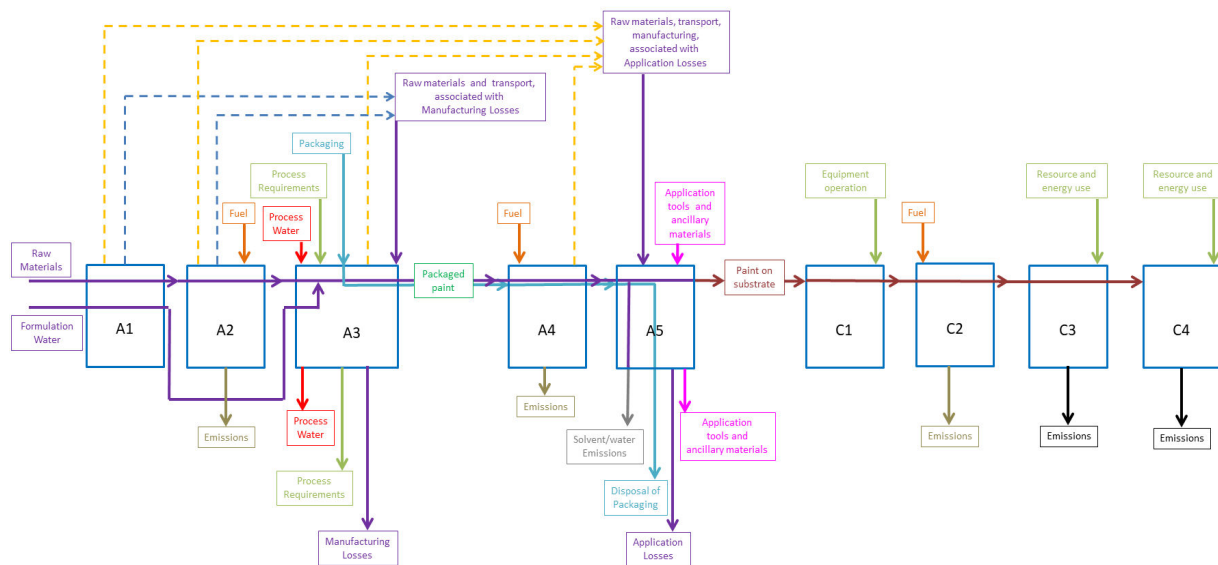 Raw materials, transport,
manufacturing,
associated with
Application Losses
Raw materials and transport,
associated with
Manufacturing Losses
Packaging
Process
Requirements
Equipment
operation
Resource and
energy use
Resource and
energy use
Application
tools and
ancillary
materials
Fuel
Process
Water
Fuel
Fuel
Raw
Materials
Packaged
paint
Paint on
substrate
Formulation
Water
A1
A2
A3
A4
A5
C1
C2
C3
C4
Emissions
Process
Water
Emissions
Solvent/water
Emissions
Application
tools and
ancillary materials
Emissions
Emissions
Emissions
Process
Requirements
Disposal of
Packaging
Manufacturing
Losses
Application
Losses